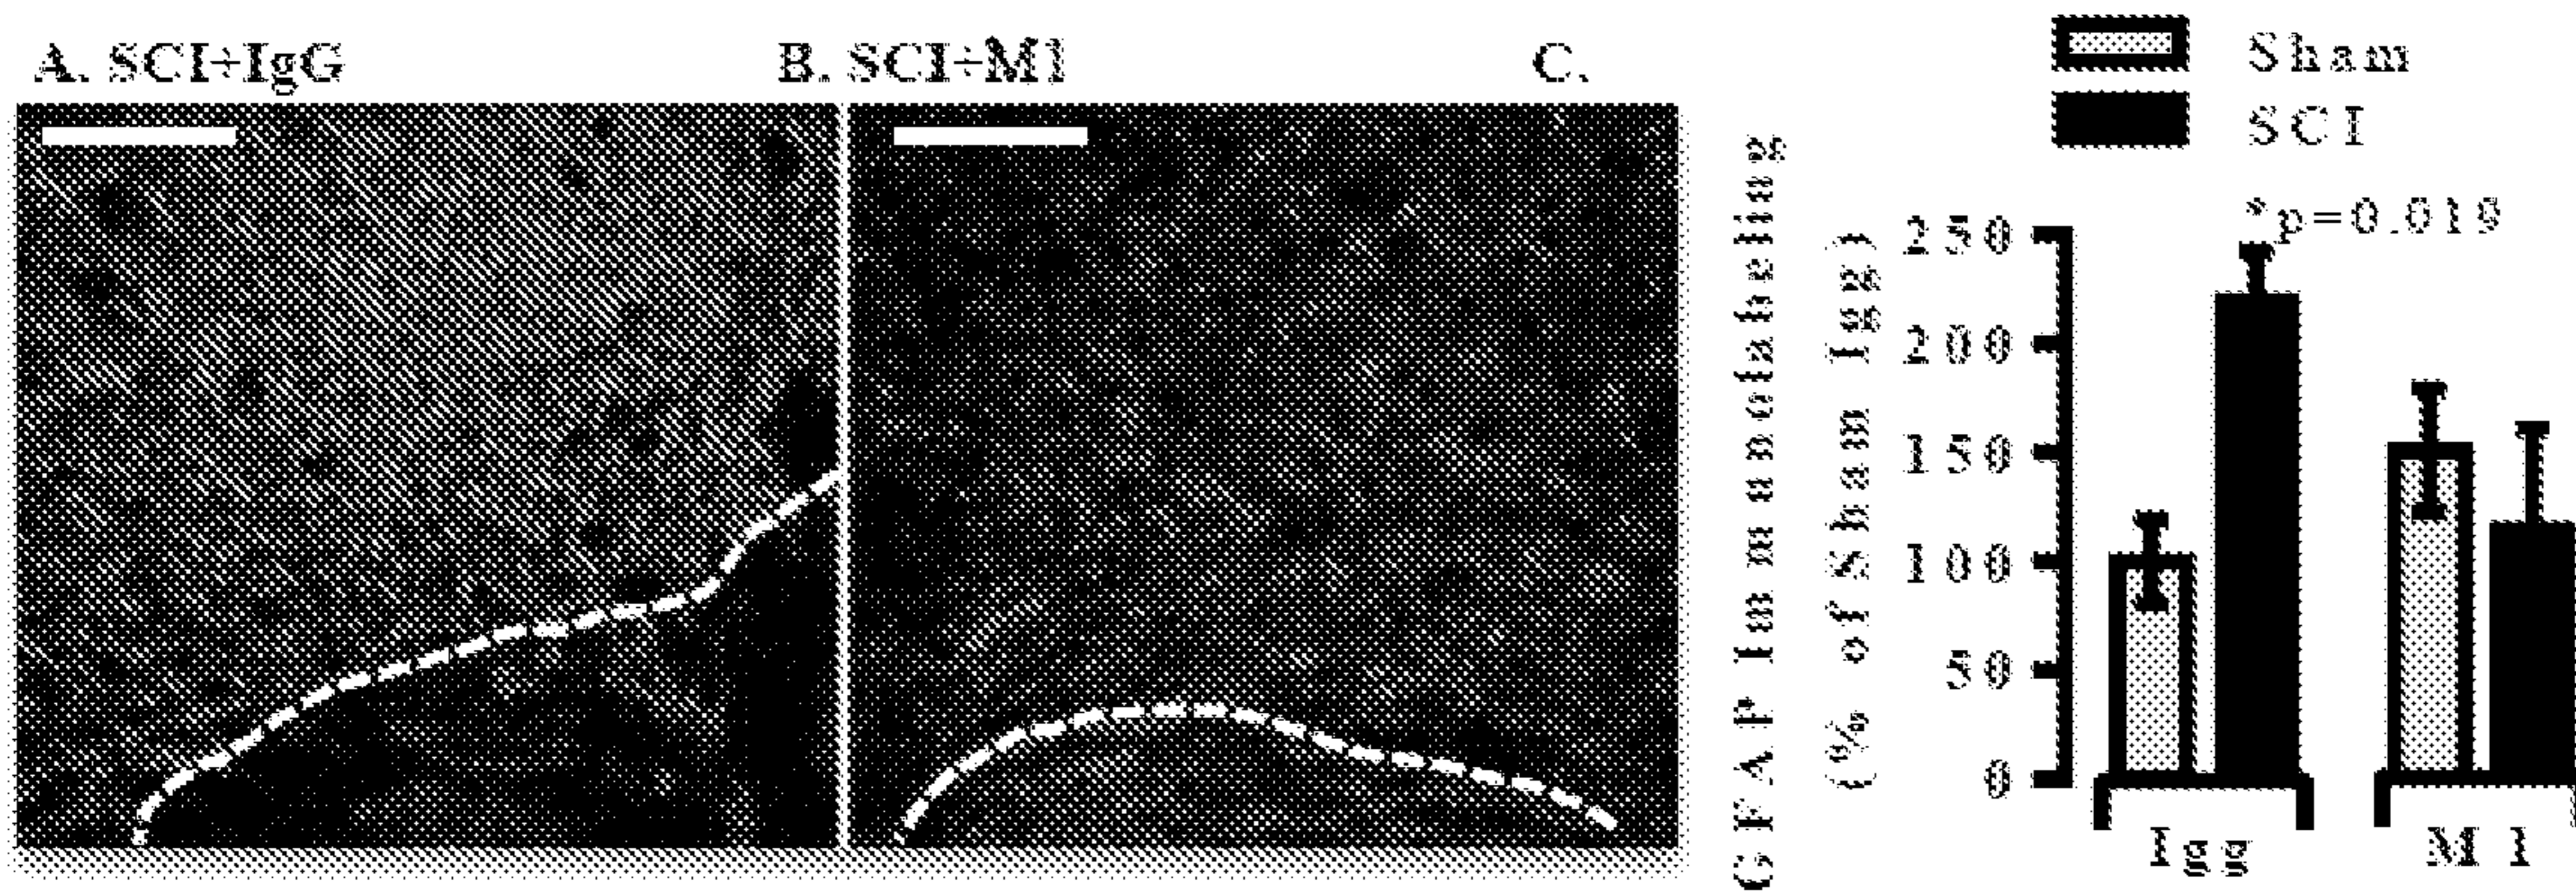 A. SCI+IgG
B. SCI+M1
C.
Sham
SCI
*p=0.019
GFAP Immunolabeling
(% of Sham Igg)
250
200
150
100
50
0
Igg
M1